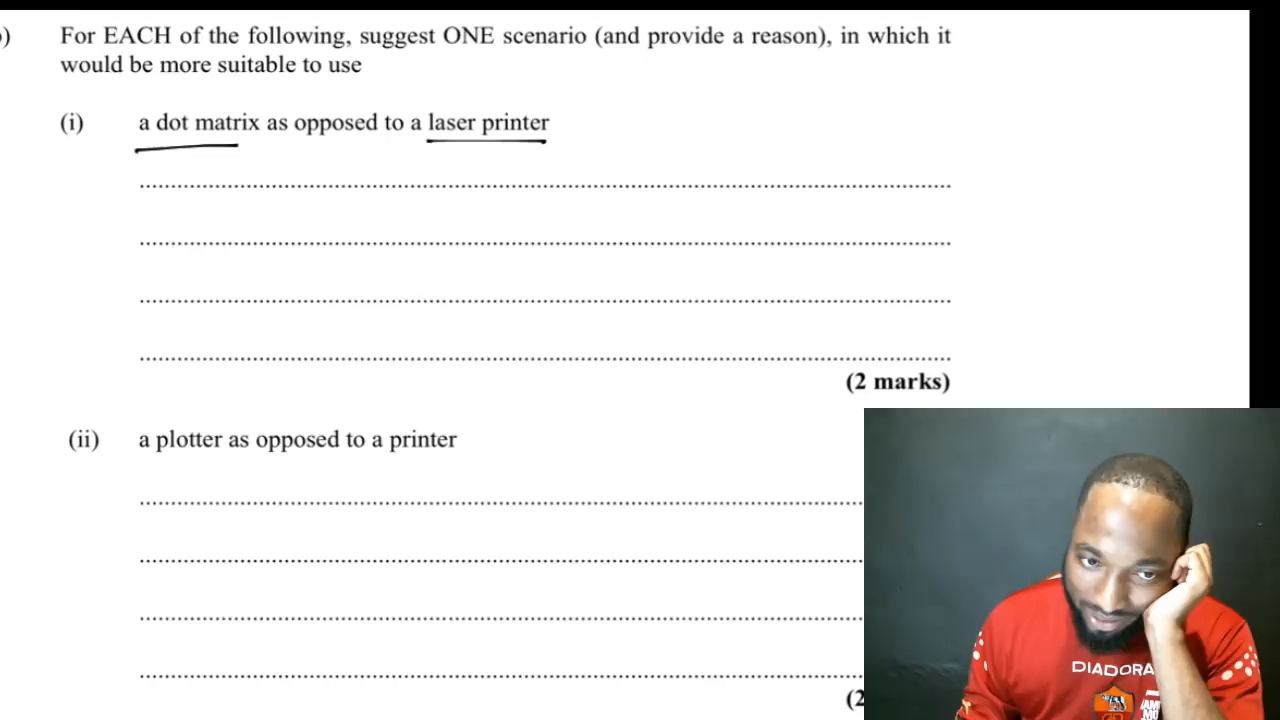 )
For EACH of the following, suggest ONE scenario (and provide a reason), in which it
would be more suitable to use
(i) a dot matrix as opposed to a laser printer
(2 marks)
(ii) a plotter as opposed to a printer
(2
DIADORA